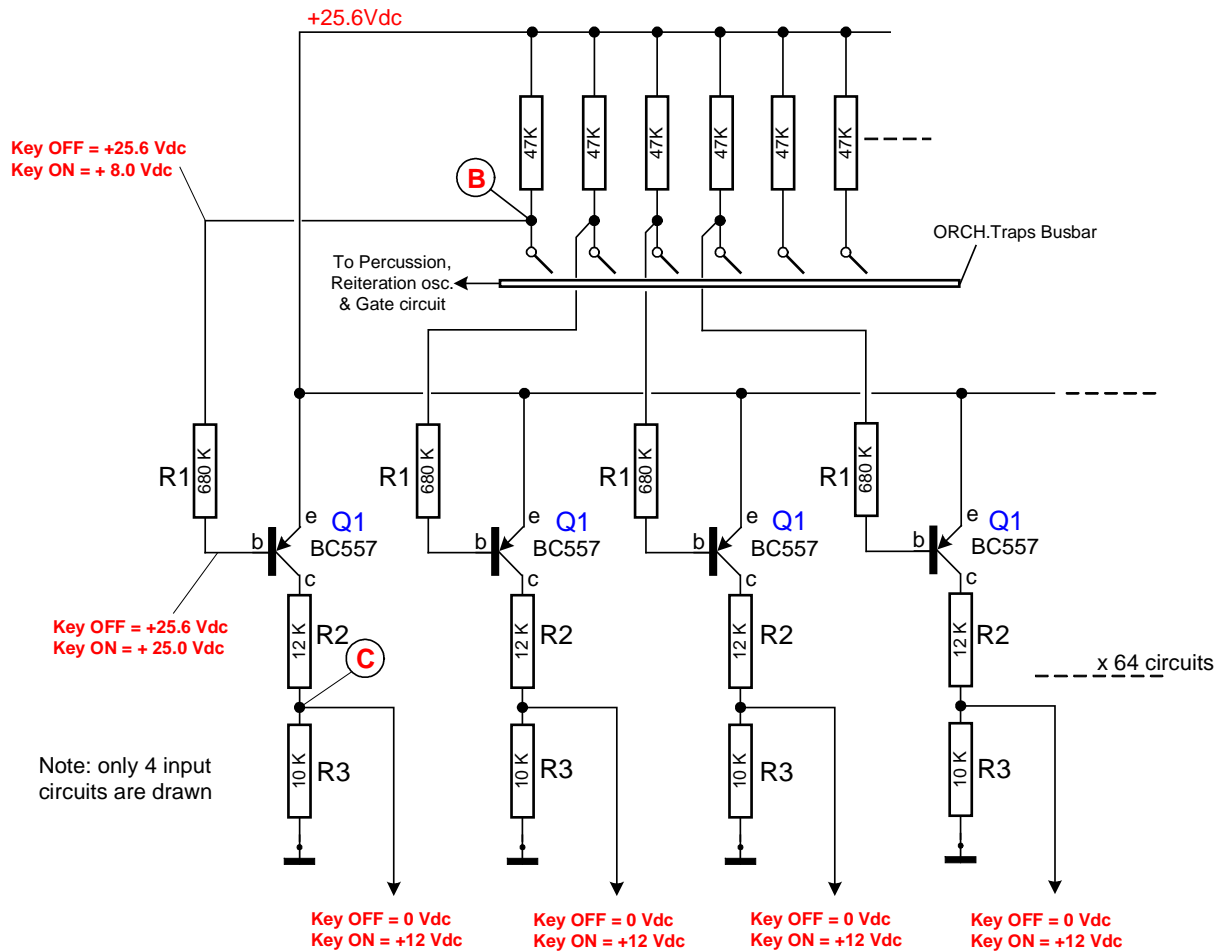 +25.6Vdc
Key OFF = +25.6 Vdc
Key ON = + 8.0 Vdc
47K
47K
47K
47K
47K
47K
B
ORCH.Traps Busbar
To Percussion,
Reiteration osc.
& Gate circuit
R1
680 K
R1
680 K
R1
680 K
R1
680 K
e
Q1
b
BC557
c
e
Q1
b
BC557
c
e
Q1
b
BC557
c
e
Q1
b
BC557
c
Key OFF = +25.6 Vdc
Key ON = + 25.0 Vdc
12 K
R2
12 K
R2
12 K
R2
12 K
R2
C
x 64 circuits
Note: only 4 input
circuits are drawn
10 K
R3
10 K
R3
10 K
R3
10 K
R3
Key OFF = 0 Vdc
Key ON = +12 Vdc
Key OFF = 0 Vdc
Key ON = +12 Vdc
Key OFF = 0 Vdc
Key ON = +12 Vdc
Key OFF = 0 Vdc
Key ON = +12 Vdc